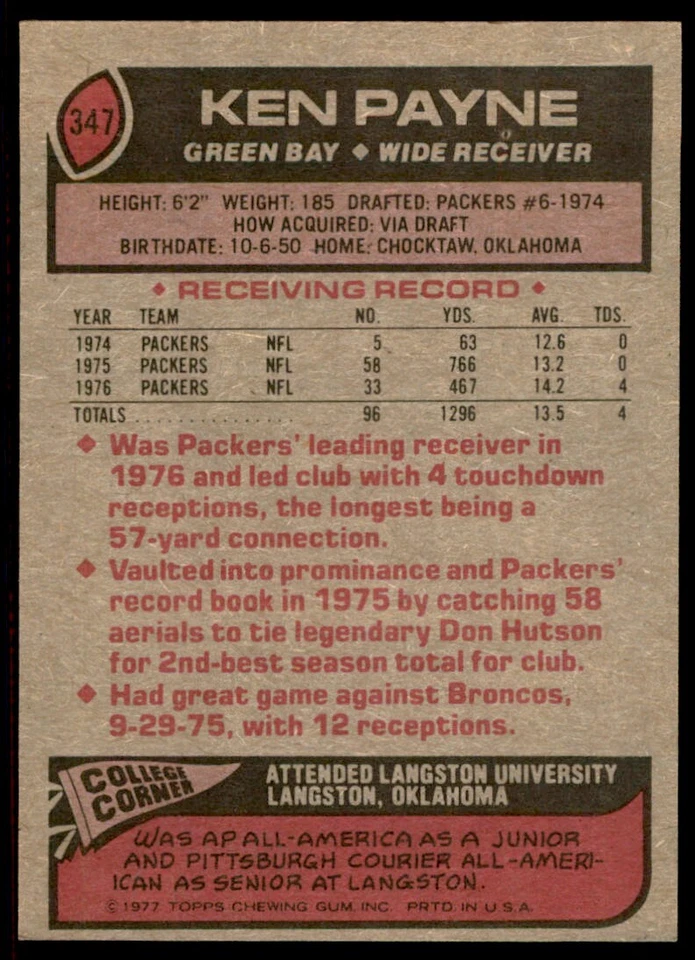 347
KEN PAYNE
GREEN BAY ◆ WIDE RECEIVER
HEIGHT: 6'2" WEIGHT: 185 DRAFTED: PACKERS #6-1974
HOW ACQUIRED: VIA DRAFT
BIRTHDATE: 10-6-50 HOME: CHOCKTAW, OKLAHOMA
◆ RECEIVING RECORD ◆
YEAR TEAM NO. YDS. AVG. TDS.
1974 PACKERS NFL 5 63 12.6 0
1975 PACKERS NFL 58 766 13.2 0
1976 PACKERS NFL 33 467 14.2 4
TOTALS . . . . . . . . . . . . . . . 96 1296 13.5 4
◆ Was Packers' leading receiver in
1976 and led club with 4 touchdown
receptions, the longest being a
57-yard connection.
◆ Vaulted into prominance and Packers'
record book in 1975 by catching 58
aerials to tie legendary Don Hutson
for 2nd-best season total for club.
◆ Had great game against Broncos,
9-29-75, with 12 receptions.
COLLEGE
CORNER
ATTENDED LANGSTON UNIVERSITY
LANGSTON, OKLAHOMA
WAS AP ALL-AMERICA AS A JUNIOR
AND PITTSBURGH COURIER ALL-AMERI-
ICAN AS SENIOR AT LANGSTON.
© 1977 TOPPS CHEWING GUM, INC. PRTD. IN U.S.A.